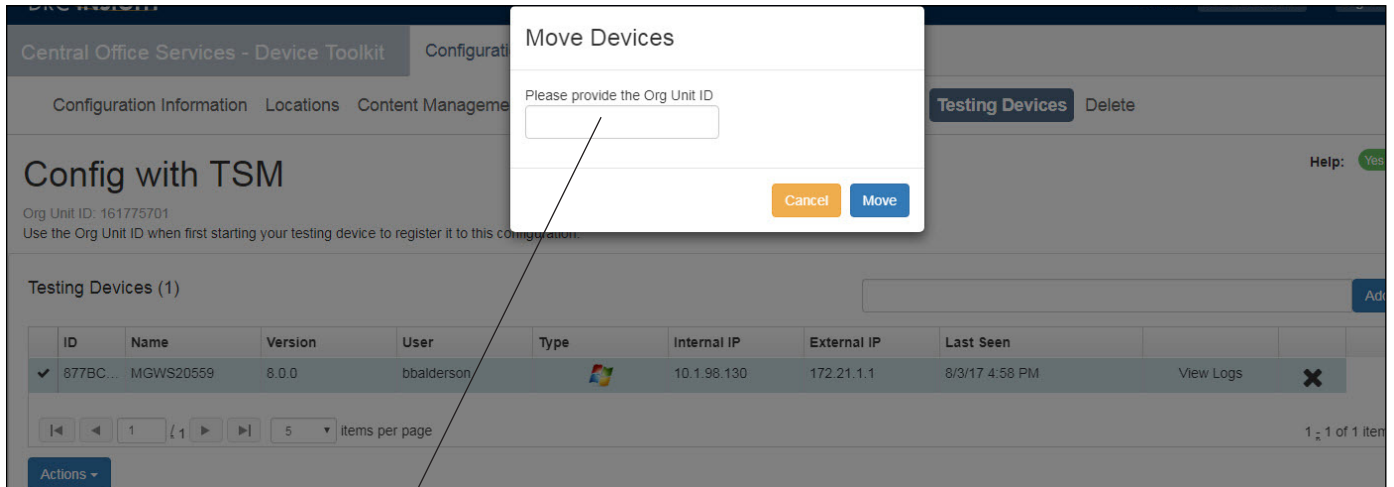 DRC INSIGHT
Central Office Services - Device Toolkit
Configurati
Move Devices
Configuration Information Locations Content Manageme
Please provide the Org Unit ID
Testing Devices Delete
Cancel Move
Config with TSM
Help: Yes
Org Unit ID: 161775701
Use the Org Unit ID when first starting your testing device to register it to this configuration.
Testing Devices (1)
Add
ID Name Version User Type Internal IP External IP Last Seen
877BC... MGWS20559 8.0.0 bbalderson 10.1.98.130 172.21.1.1 8/3/17 4:58 PM View Logs
1 / 1 5 items per page
1 - 1 of 1 item
Actions